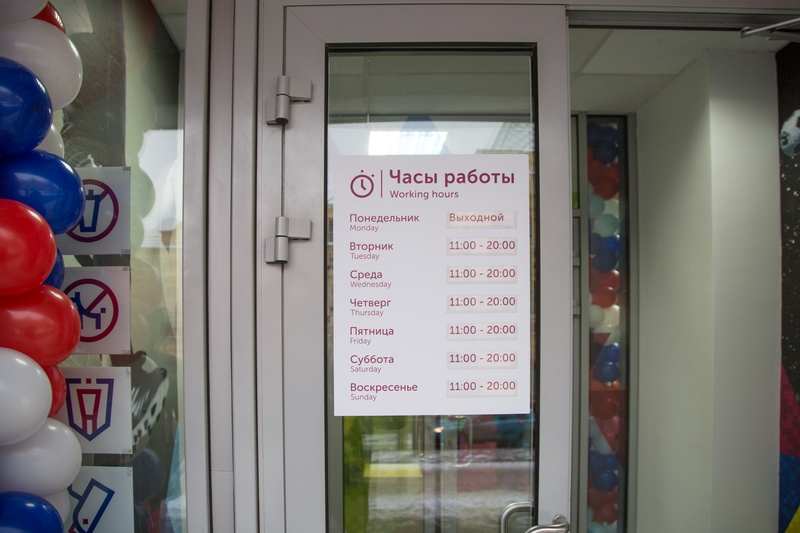 Часы работы
Working hours
Понедельник Выходной
Monday
Вторник 11:00 - 20:00
Tuesday
Среда 11:00 - 20:00
Wednesday
Четверг 11:00 - 20:00
Thursday
Пятница 11:00 - 20:00
Friday
Суббота 11:00 - 20:00
Saturday
Воскресенье 11:00 - 20:00
Sunday